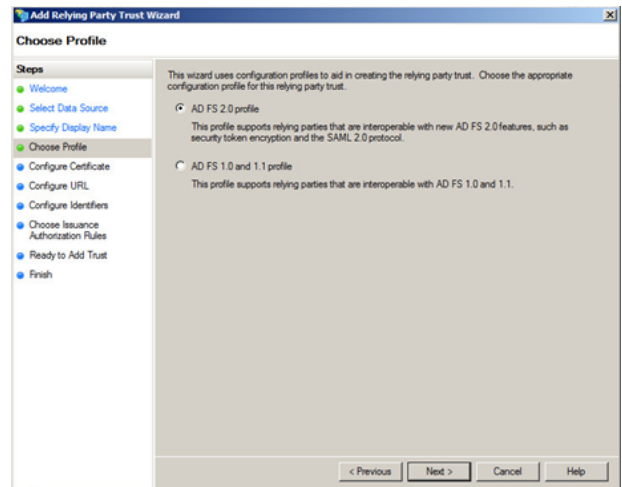 Add Relying Party Trust Wizard
Choose Profile
Steps
Welcome
Select Data Source
Specify Display Name
Choose Profile
Configure Certificate
Configure URL
Configure Identifiers
Choose Issuance
Authorization Rules
Ready to Add Trust
Finish
This wizard uses configuration profiles to aid in creating the relying party trust. Choose the appropriate
configuration profile for this relying party trust.
AD FS 2.0 profile
This profile supports relying parties that are interoperable with new AD FS 2.0 features, such as
security token encryption and the SAML 2.0 protocol.
AD FS 1.0 and 1.1 profile
This profile supports relying parties that are interoperable with AD FS 1.0 and 1.1.
< Previous
Next >
Cancel
Help